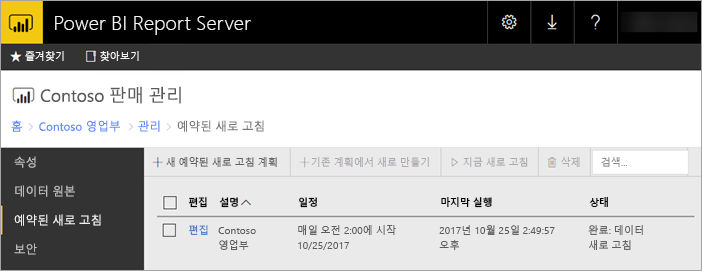 Power BI Report Server
?
★ 즐겨찾기 찾아보기
Contoso 판매 관리
홈 > Contoso 영업부 > 관리 > 예약된 새로 고침
속성
+새 예약된 새로 고침 계획 +기존 계획에서 새로 만들기 ▷ 지금 새로 고침 삭제 검색...
데이터 원본
예약된 새로 고침
보안
편집 설명 일정 마지막 실행 상태
편집 Contoso 매일 오전 2:00에 시작 2017년 10월 25일 2:49:57 완료: 데이터
영업부 10/25/2017 오후 새로 고침